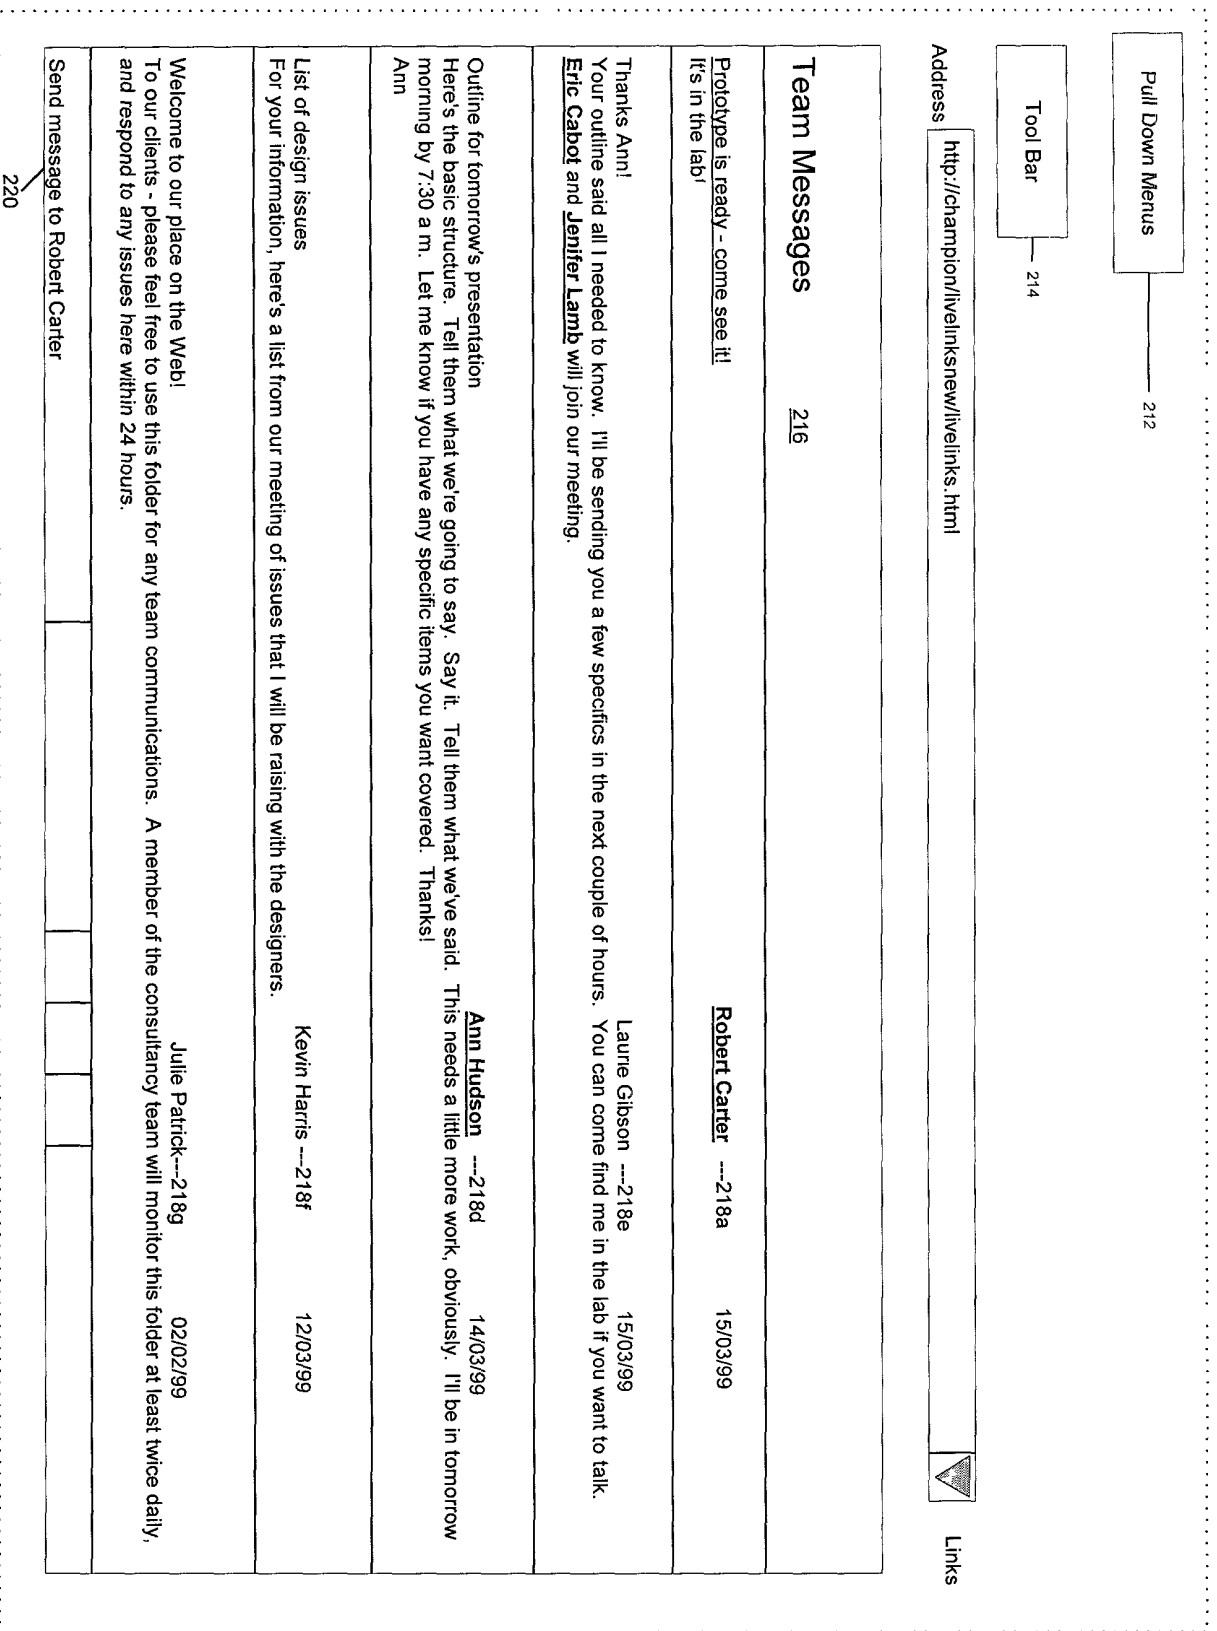 Pull Down Menus
212
Tool Bar
214
Address http://champion/livelinksnew/livelinks.html Links
Team Messages 216
Prototype is ready - come see it! Robert Carter ---218a 15/03/99
It's in the lab!
Thanks Ann! Laurie Gibson ---218e 15/03/99
Your outline said all I needed to know. I'll be sending you a few specifics in the next couple of hours. You can come find me in the lab if you want to talk.
Eric Cabot and Jenifer Lamb will join our meeting.
Outline for tomorrow's presentation Ann Hudson ---218d 14/03/99
Here's the basic structure. Tell them what we're going to say. Say it. Tell them what we've said. This needs a little more work, obviously. I'll be in tomorrow
morning by 7:30 a m. Let me know if you have any specific items you want covered. Thanks!
Ann
List of design issues Kevin Harris ---218f 12/03/99
For your information, here's a list from our meeting of issues that I will be raising with the designers.
Welcome to our place on the Web! Julie Patrick---218g 02/02/99
To our clients - please feel free to use this folder for any team communications. A member of the consultancy team will monitor this folder at least twice daily,
and respond to any issues here within 24 hours.
Send message to Robert Carter
220